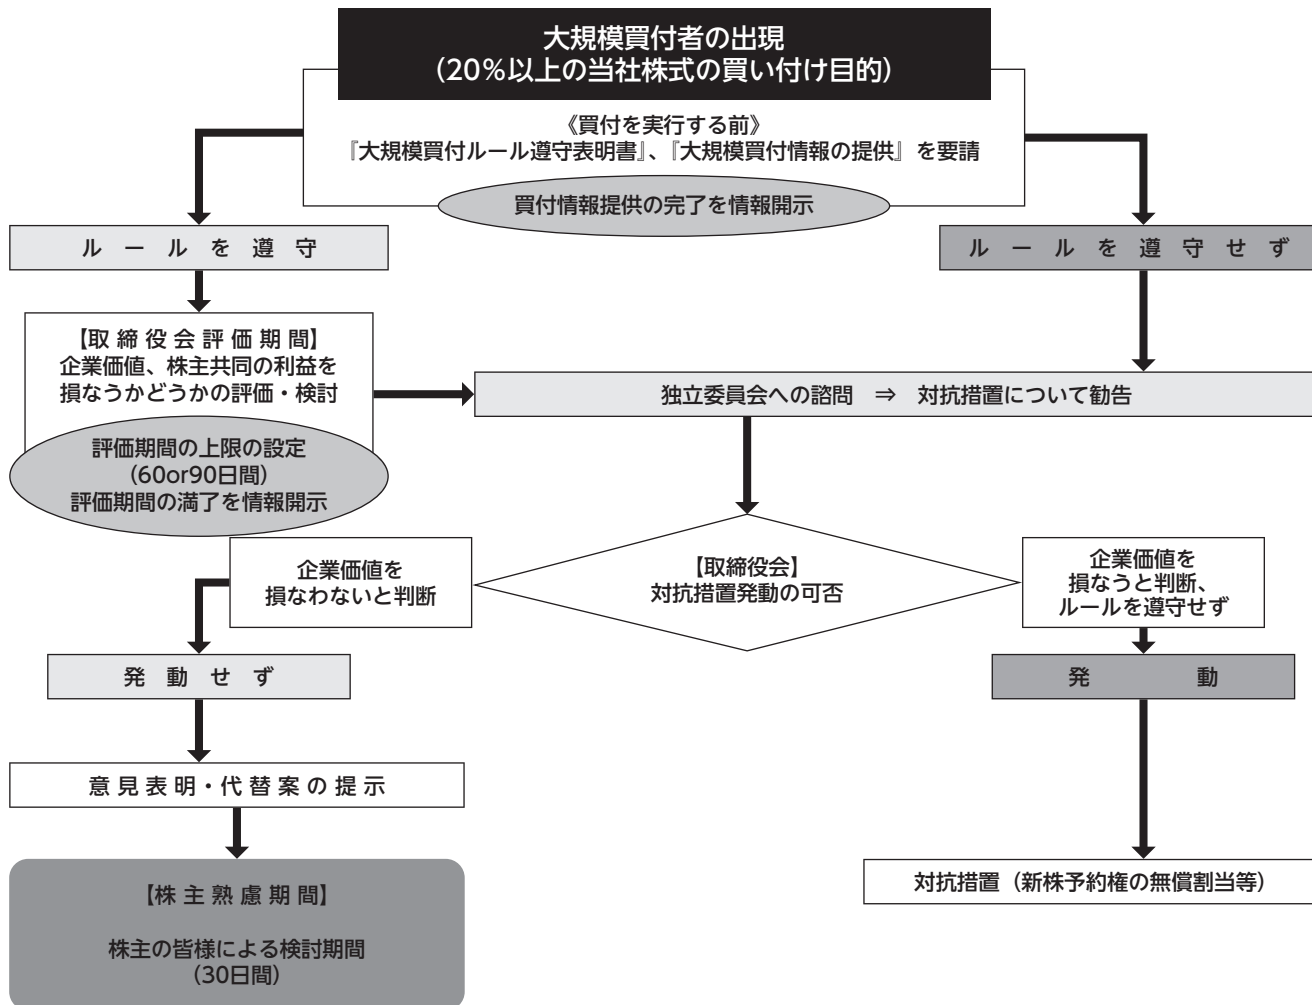 大規模買付者の出現
（20％以上の当社株式の買い付け目的）
《買付を実行する前》
『大規模買付ルール遵守表明書』、『大規模買付情報の提供』を要請
買付情報提供の完了を情報開示
ルールを遵守
ルールを遵守せず
【取締役会評価期間】
企業価値、株主共同の利益を
損なうかどうかの評価・検討
評価期間の上限の設定
(60or90日間)
評価期間の満了を情報開示
独立委員会への諮問　⇒　対抗措置について勧告
企業価値を
損なわないと判断
【取締役会】
対抗措置発動の可否
企業価値を
損なうと判断、
ルールを遵守せず
発動せず
発動
意見表明・代替案の提示
対抗措置（新株予約権の無償割当等）
【株主熟慮期間】
株主の皆様による検討期間
(30日間)